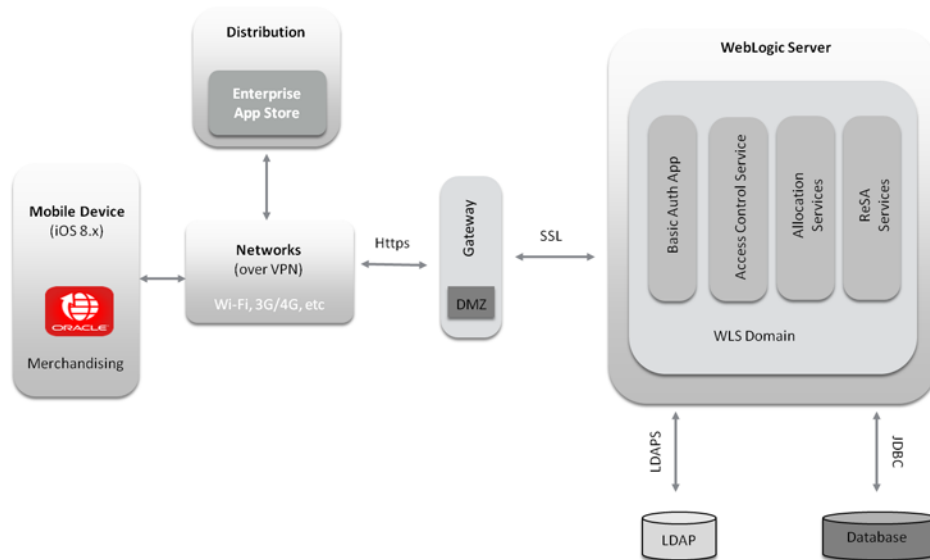 Distribution
Enterprise
App Store
Mobile Device
(iOS 8.x)
ORACLE
Merchandising
Networks
(over VPN)
Wi-Fi, 3G/4G, etc
Https
Gateway
DMZ
SSL
WebLogic Server
Basic Auth App
Access Control Service
Allocation
Services
ReSA
Services
WLS Domain
LDAPS
JDBC
LDAP
Database